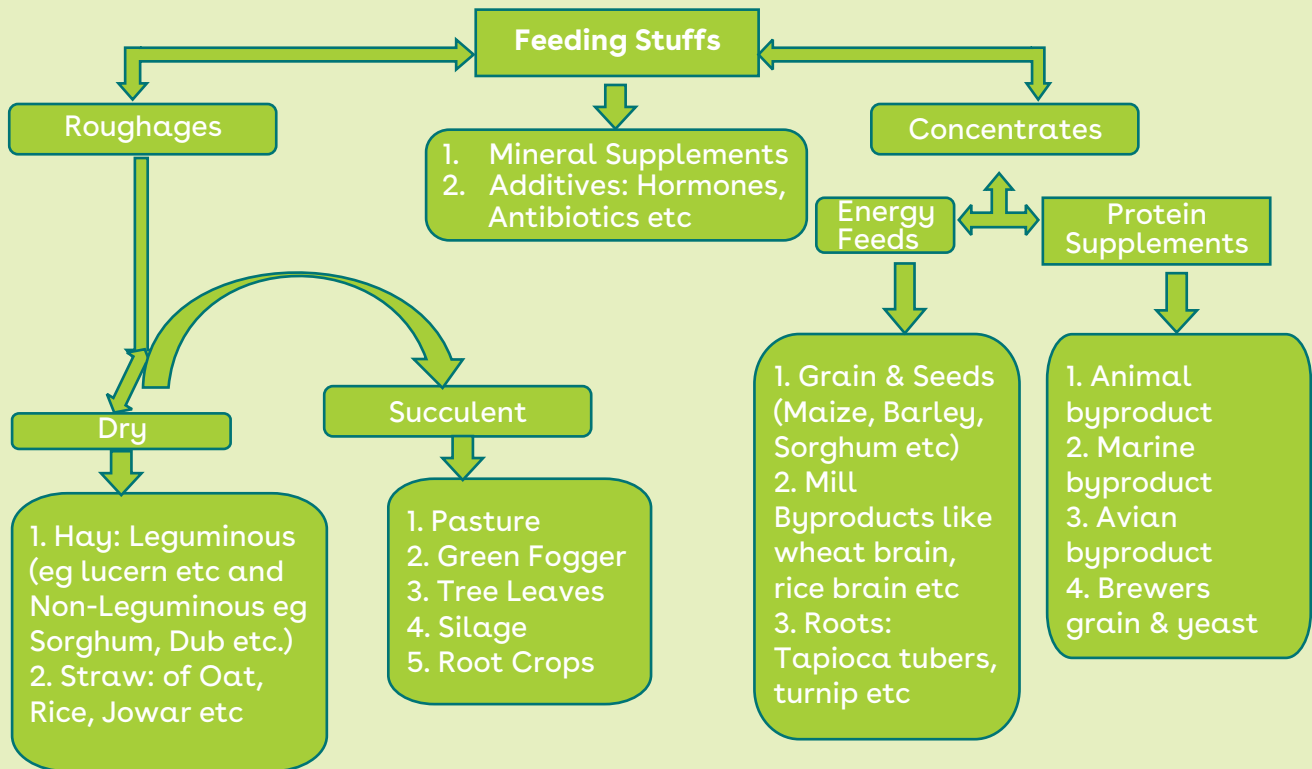 Feeding Stuffs
Roughages
1. Mineral Supplements
2. Additives: Hormones,
Antibiotics etc
Concentrates
Energy
Feeds
Protein
Supplements
Dry
Succulent
1. Hay: Leguminous
(eg lucern etc and
Non-Leguminous eg
Sorghum, Dub etc.)
2. Straw: of Oat,
Rice, Jowar etc
1. Pasture
2. Green Fogger
3. Tree Leaves
4. Silage
5. Root Crops
1. Grain & Seeds
(Maize, Barley,
Sorghum etc)
2. Mill
Byproducts like
wheat brain,
rice brain etc
3. Roots:
Tapioca tubers,
turnip etc
1. Animal
byproduct
2. Marine
byproduct
3. Avian
byproduct
4. Brewers
grain & yeast